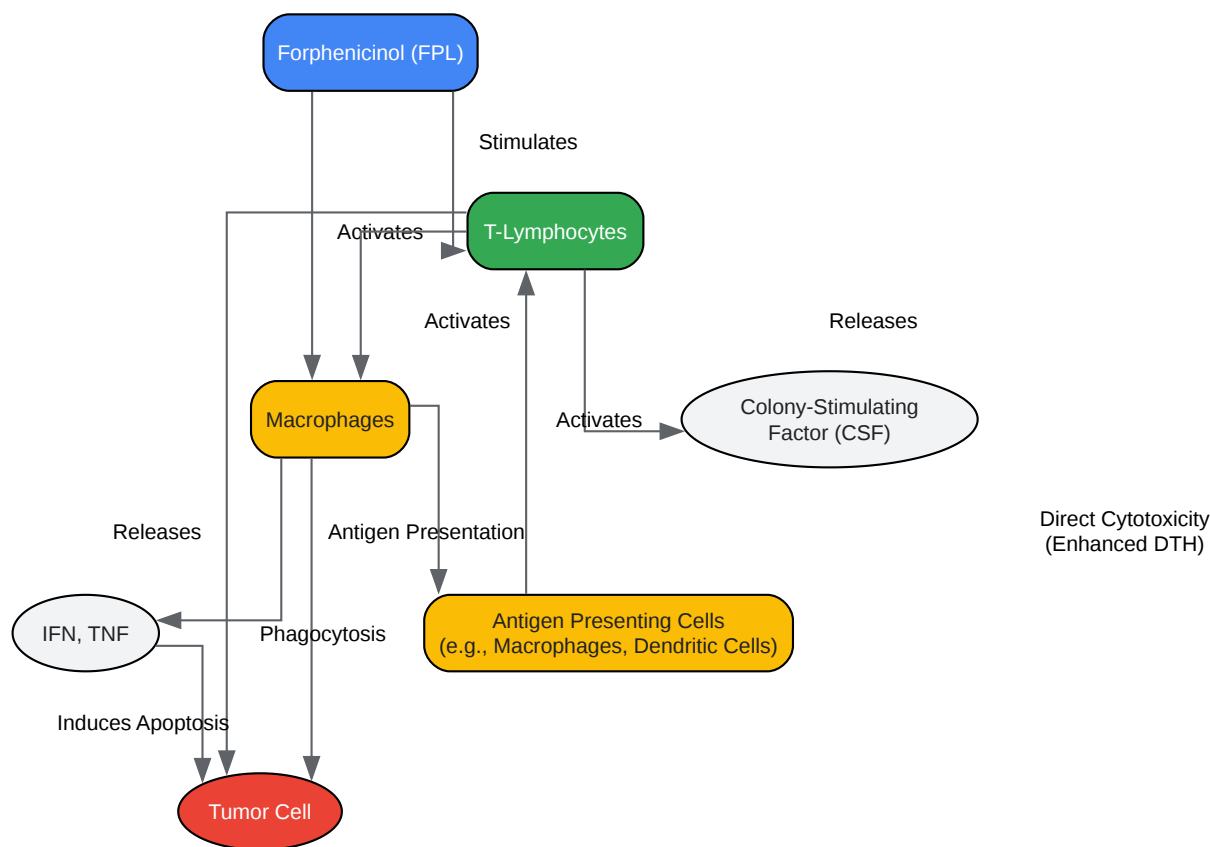 Forphenicinol (FPL)
Stimulates
T-Lymphocytes
Activates
Activates
Releases
Macrophages
Activates
Colony-Stimulating
Factor (CSF)
Releases
Antigen Presentation
Direct Cytotoxicity
(Enhanced DTH)
IFN, TNF
Phagocytosis
Antigen Presenting Cells
(e.g., Macrophages, Dendritic Cells)
Induces Apoptosis
Tumor Cell